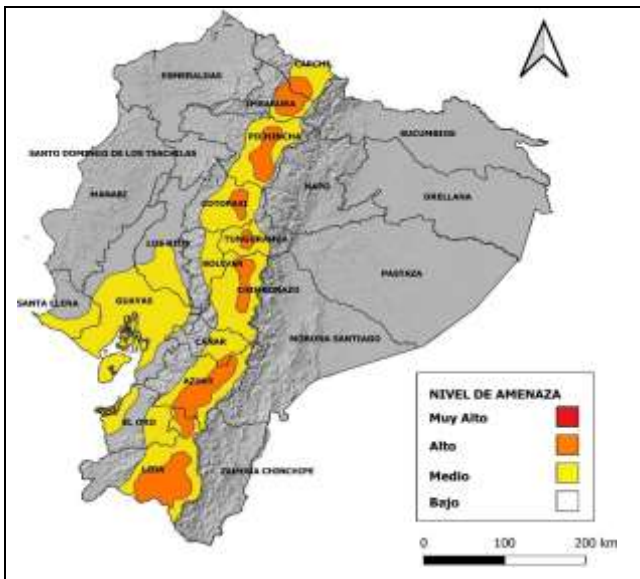 CARCHI
ESMERALDAS
IMBABURA
PICHINCHA
SUCUMBIOS
SANTO DOMINGO DE LOS TSACHILAS
NAPO
MANABI
ORELLANA
COTOPAXI
LOS RIOS
TUNGURAHUA
BOLIVAR
PASTAZA
SANTA ELENA
GUAYAS
CHIMBORAZO
MORONA SANTIAGO
CAÑAR
AZUAY
EL ORO
LOJA
ZAMORA CHINCHIPE
NIVEL DE AMENAZA
Muy Alto
Alto
Medio
Bajo
0 100 200 km